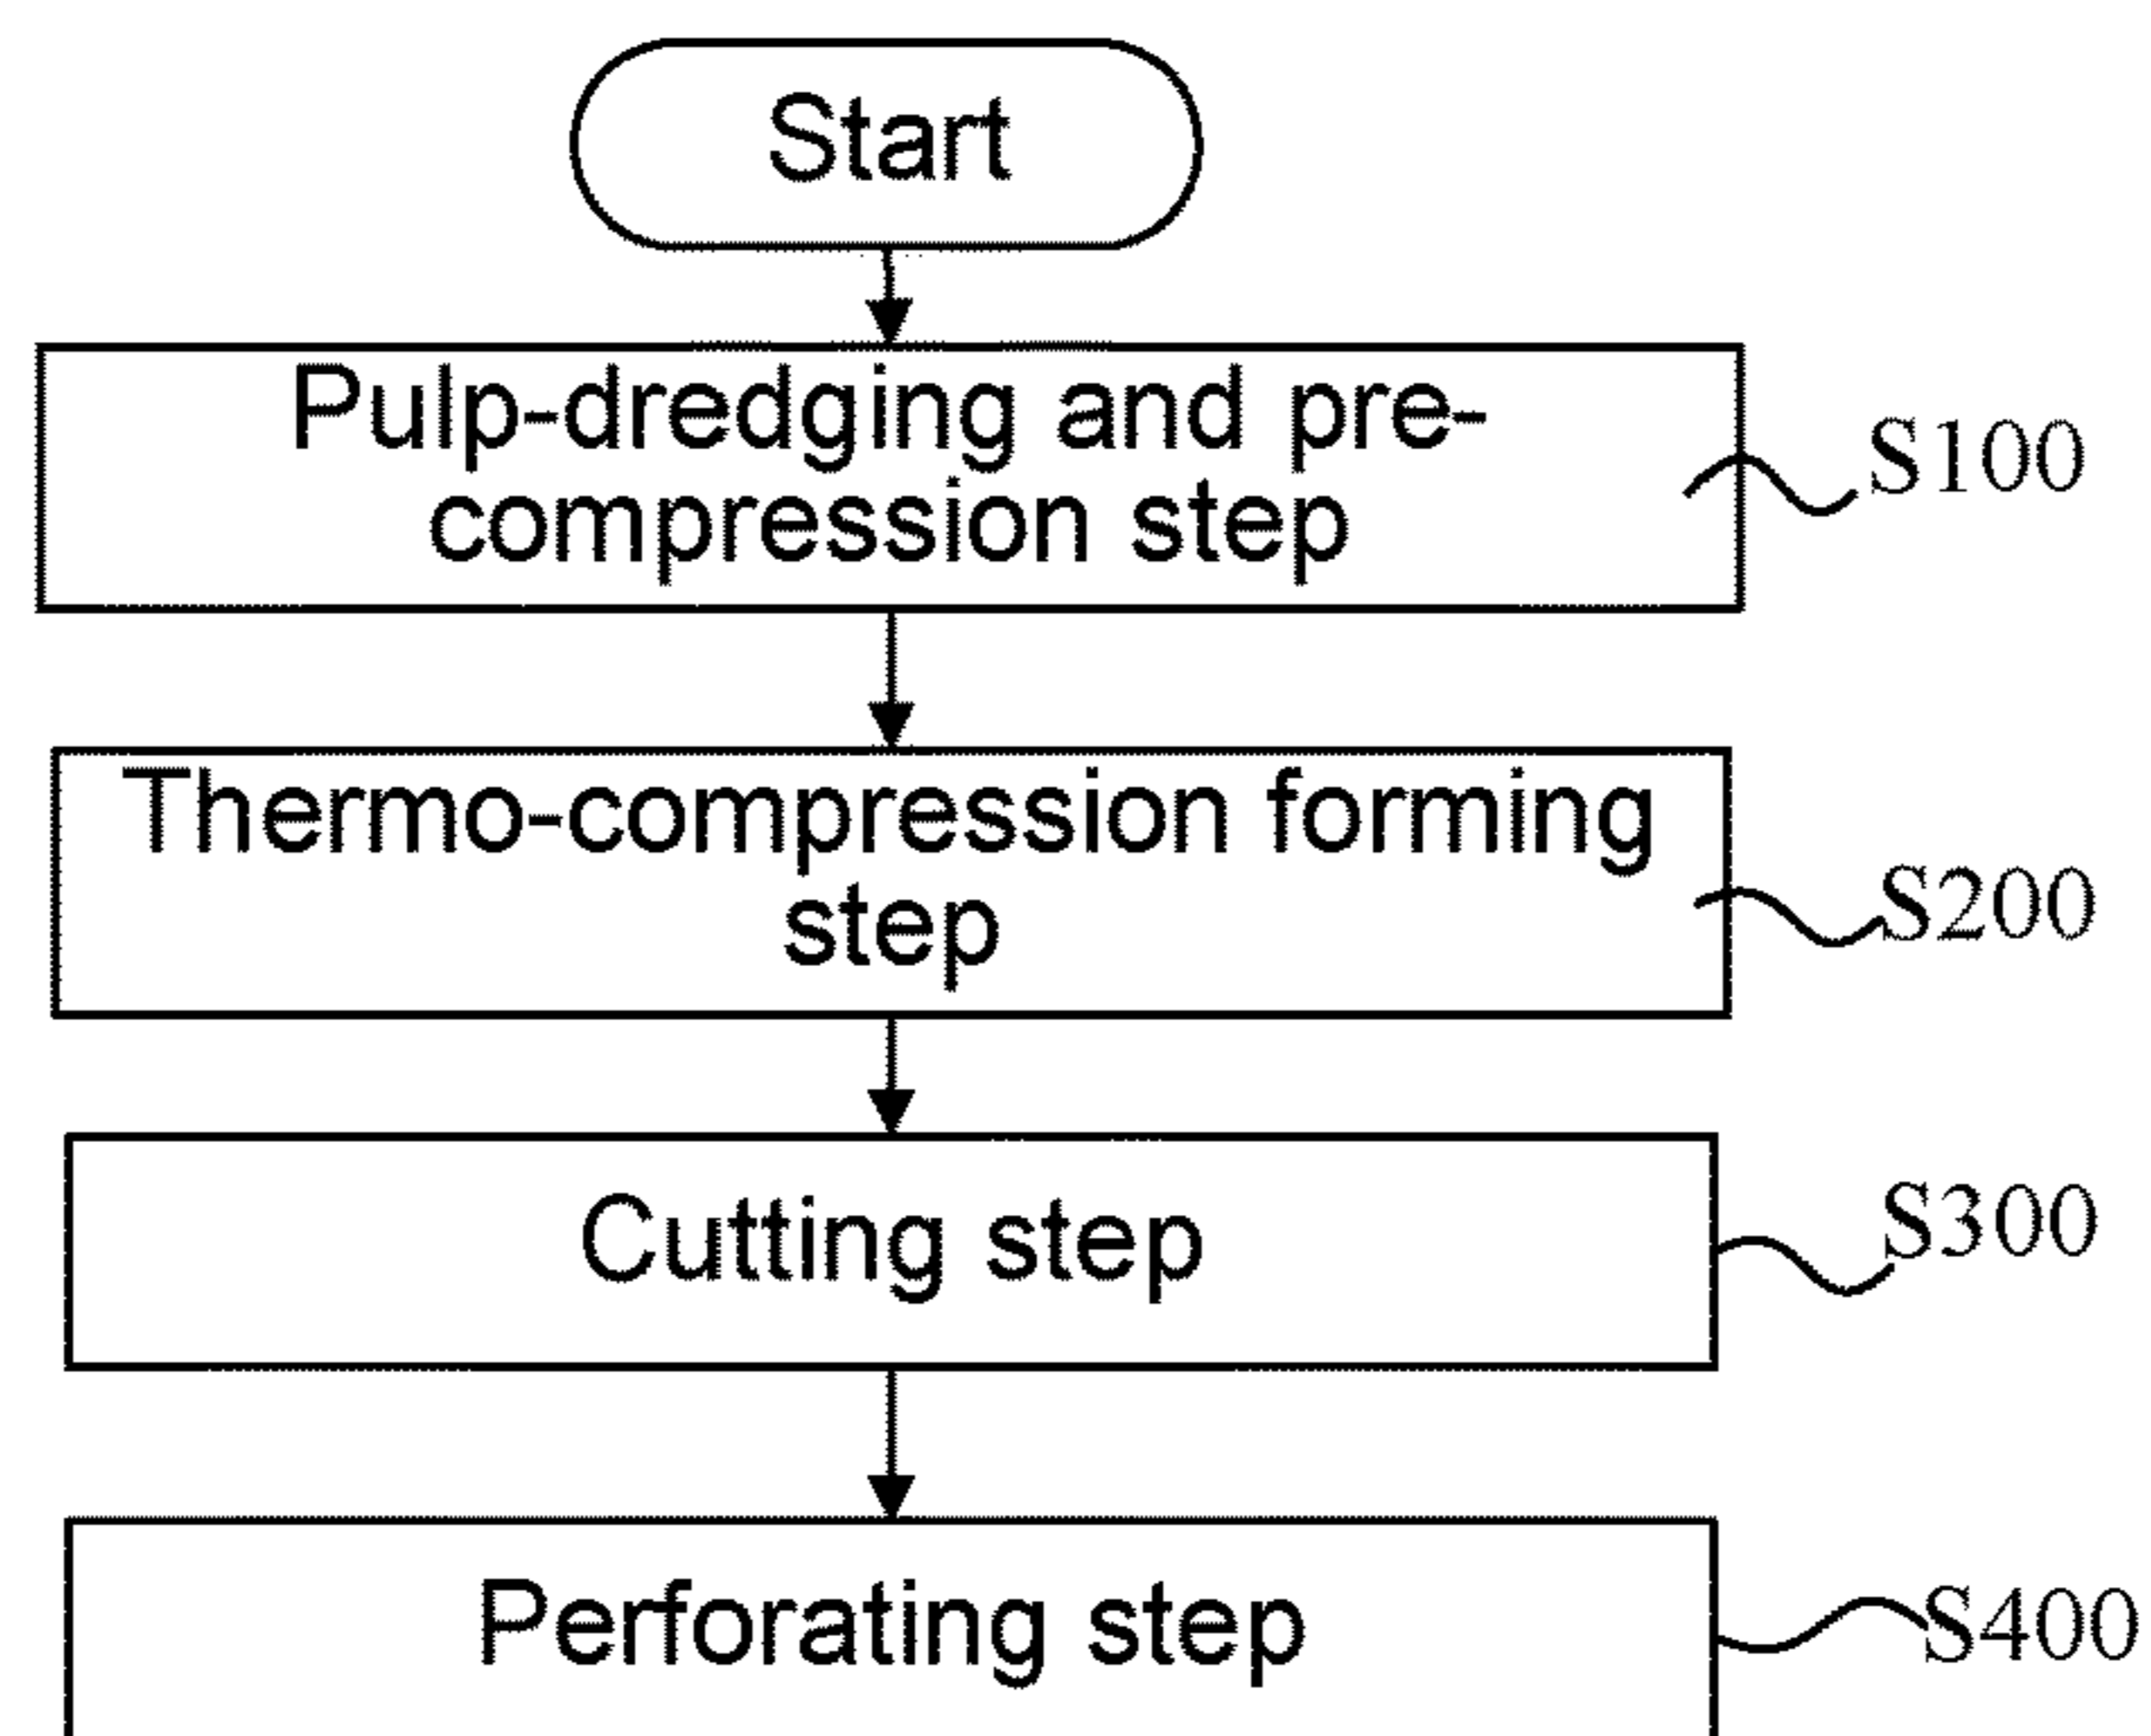 Start
Pulp-dredging and pre-
compression step
S100
Thermo-compression forming
step
S200
Cutting step
S300
Perforating step
S400